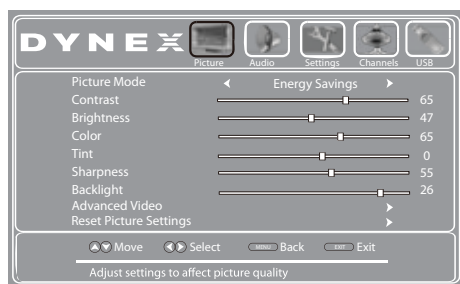 DYNEX
Picture Audio Settings Channels USB
Picture Mode Energy Savings
Contrast 65
Brightness 47
Color 65
Tint 0
Sharpness 55
Backlight 26
Advanced Video
Reset Picture Settings
Move Select MENU Back EXIT Exit
Adjust settings to affect picture quality